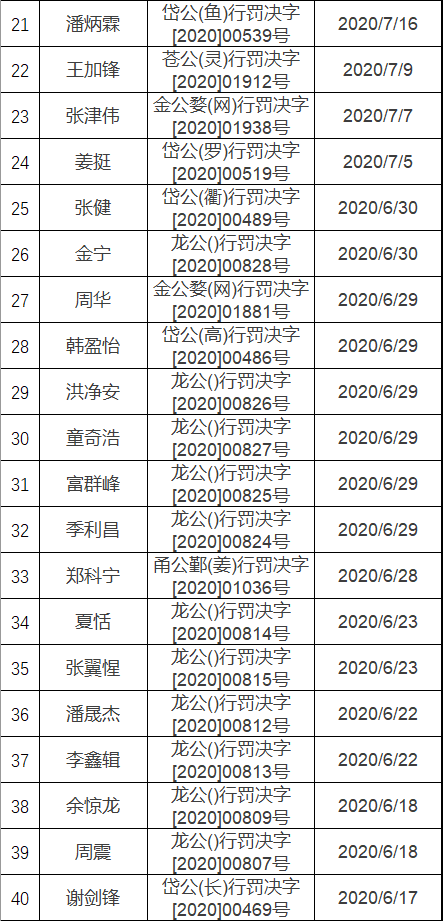 21 潘炳霖 岱公(鱼)行罚决字 2020/7/16
[2020]00539号
22 王加锋 苍公(灵)行罚决字 2020/7/9
[2020]01912号
23 张津伟 金公婺(网)行罚决字 2020/7/7
[2020]01938号
24 姜挺 岱公(罗)行罚决字 2020/7/5
[2020]00519号
25 张健 岱公(衢)行罚决字 2020/6/30
[2020]00489号
26 金宁 龙公()行罚决字 2020/6/30
[2020]00828号
27 周华 金公婺(网)行罚决字 2020/6/29
[2020]01881号
28 韩盈怡 岱公(高)行罚决字 2020/6/29
[2020]00486号
29 洪净安 龙公()行罚决字 2020/6/29
[2020]00826号
30 童奇浩 龙公()行罚决字 2020/6/29
[2020]00827号
31 富群峰 龙公()行罚决字 2020/6/29
[2020]00825号
32 季利昌 龙公()行罚决字 2020/6/29
[2020]00824号
33 郑科宁 甬公鄞(姜)行罚决字 2020/6/28
[2020]01036号
34 夏恬 龙公()行罚决字 2020/6/23
[2020]00814号
35 张翼惺 龙公()行罚决字 2020/6/23
[2020]00815号
36 潘晟杰 龙公()行罚决字 2020/6/22
[2020]00812号
37 李鑫辑 龙公()行罚决字 2020/6/22
[2020]00813号
38 余惊龙 龙公()行罚决字 2020/6/18
[2020]00809号
39 周震 龙公()行罚决字 2020/6/18
[2020]00807号
40 谢剑锋 岱公(长)行罚决字 2020/6/17
[2020]00469号